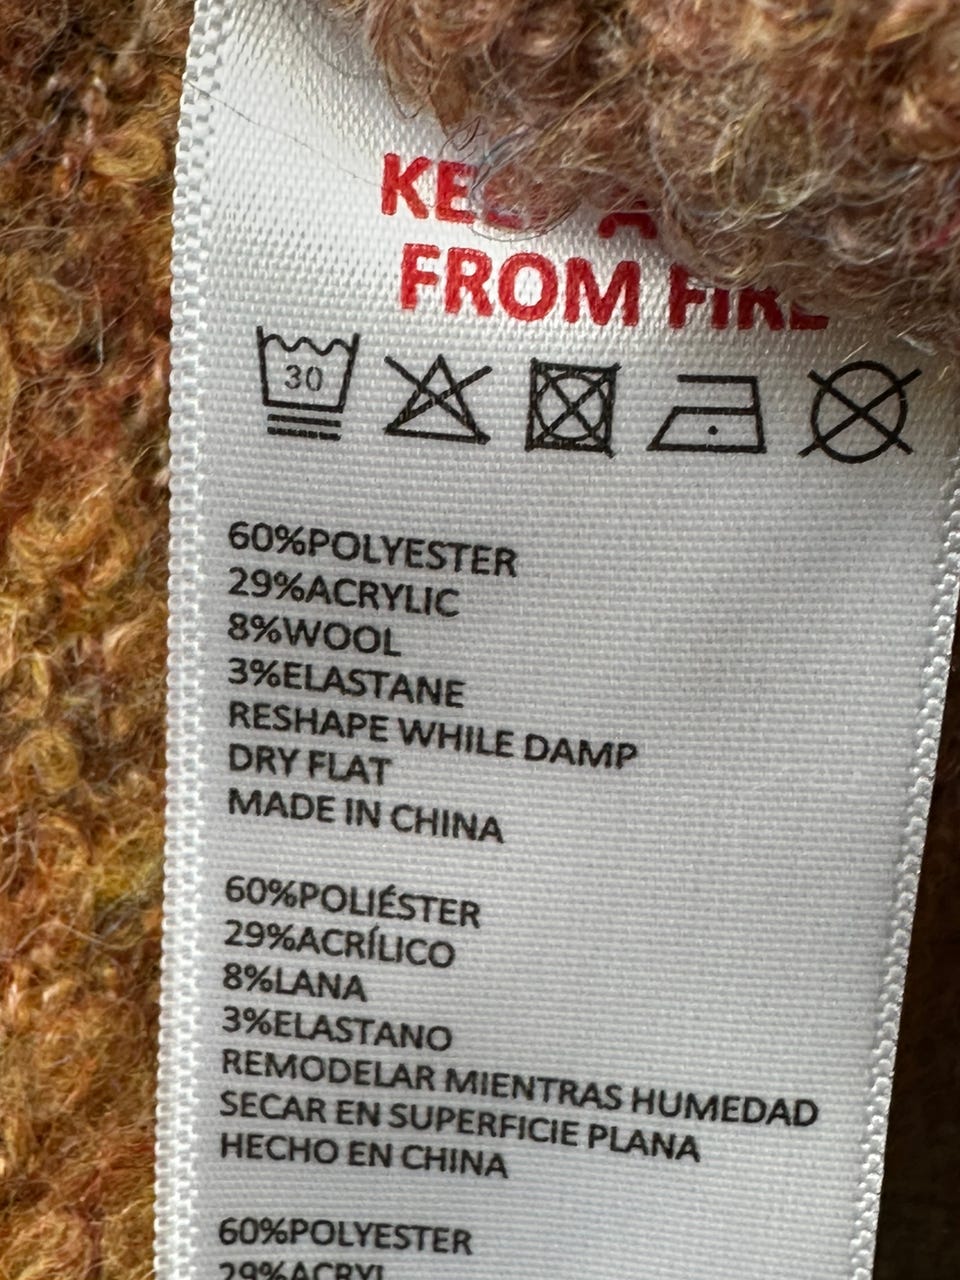 FROM FIRE
30
60%POLYESTER
29%ACRYLIC
8%WOOL
3%ELASTANE
RESHAPE WHILE DAMP
DRY FLAT
MADE IN CHINA
60%POLIÉSTER
29%ACRÍLICO
8%LANA
3%ELASTANO
REMODELAR MIENTRAS HUMEDAD
SECAR EN SUPERFICIE PLANA
HECHO EN CHINA
60%POLYESTER
29%ACRYL